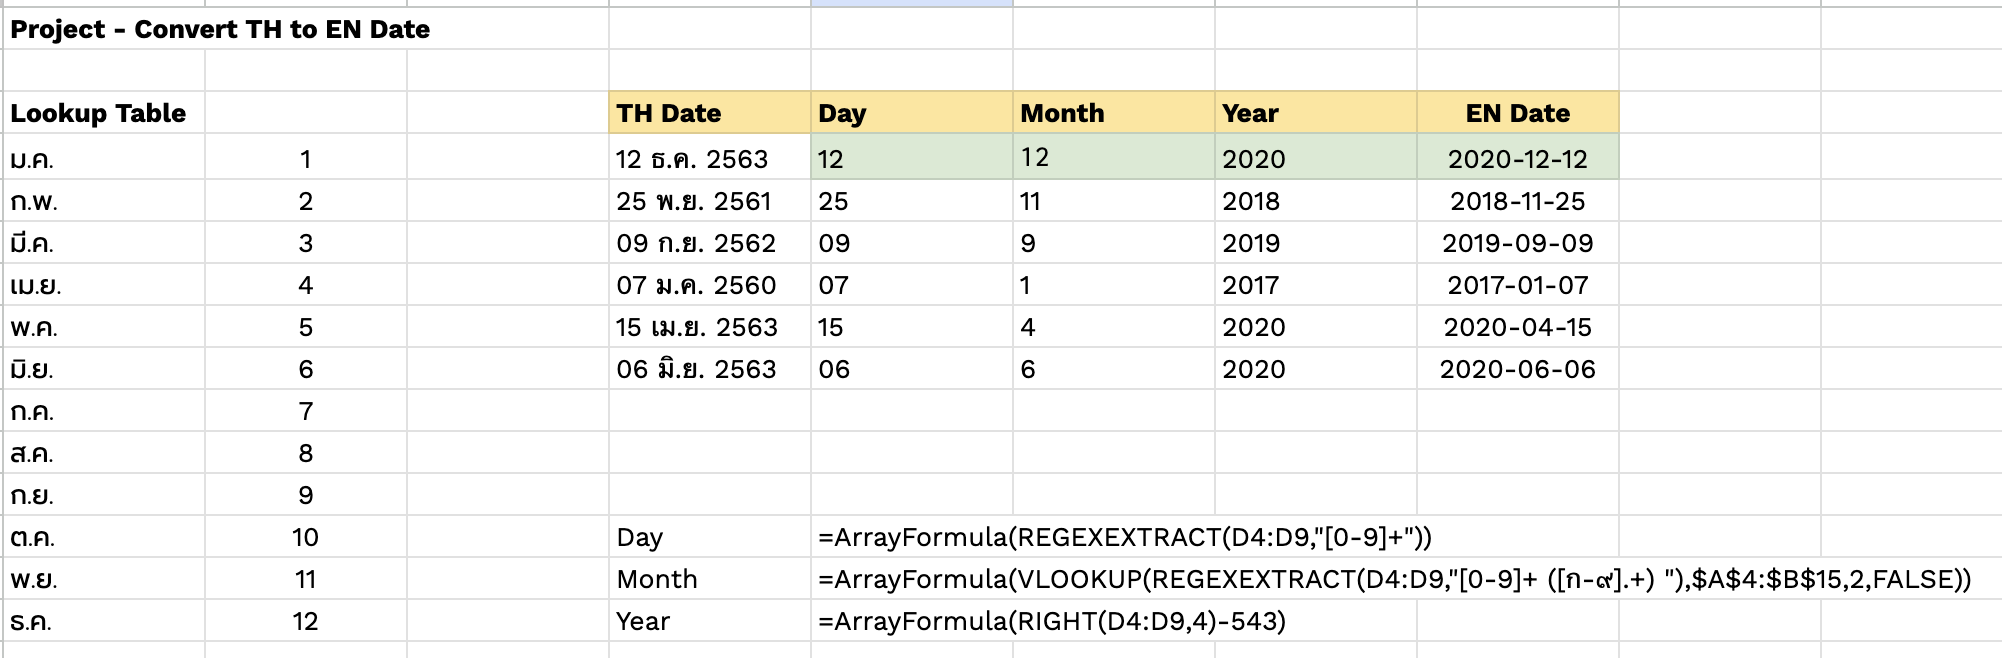 Project - Convert TH to EN Date
Lookup Table TH Date Day Month Year EN Date
ม.ค. 1 12 ธ.ค. 2563 12 12 2020 2020-12-12
ก.พ. 2 25 พ.ย. 2561 25 11 2018 2018-11-25
มี.ค. 3 09 ก.ย. 2562 09 9 2019 2019-09-09
เม.ย. 4 07 ม.ค. 2560 07 1 2017 2017-01-07
พ.ค. 5 15 เม.ย. 2563 15 4 2020 2020-04-15
มิ.ย. 6 06 มิ.ย. 2563 06 6 2020 2020-06-06
ก.ค. 7
ส.ค. 8
ก.ย. 9
ต.ค. 10 Day =ArrayFormula(REGEXEXTRACT(D4:D9,"[0-9]+"))
พ.ย. 11 Month =ArrayFormula(VLOOKUP(REGEXEXTRACT(D4:D9,"[0-9]+ ([ก-๙].+) "),$A$4:$B$15,2,FALSE))
ธ.ค. 12 Year =ArrayFormula(RIGHT(D4:D9,4)-543)